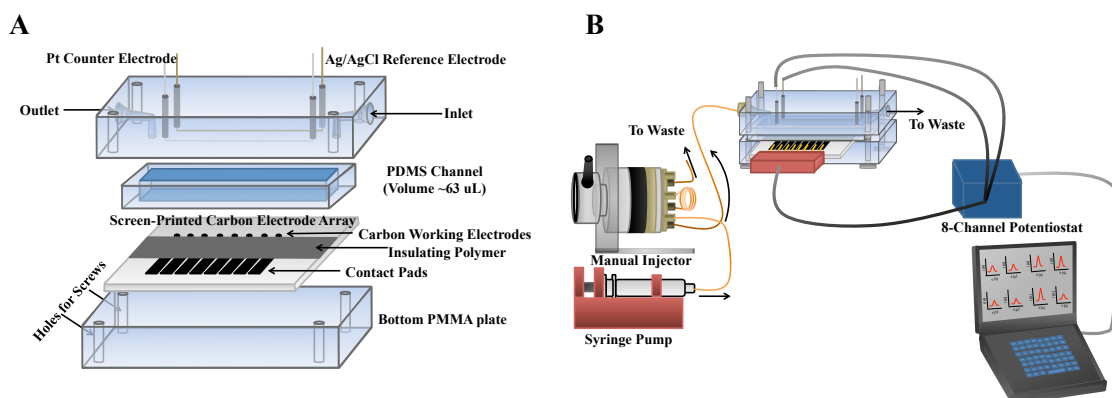 A
Pt Counter Electrode
Ag/AgCl Reference Electrode
Outlet
Inlet
PDMS Channel
(Volume ~63 uL)
Screen-Printed Carbon Electrode Array
Carbon Working Electrodes
Insulating Polymer
Contact Pads
Holes for Screws
Bottom PMMA plate
B
To Waste
To Waste
8-Channel Potentiostat
Manual Injector
Syringe Pump